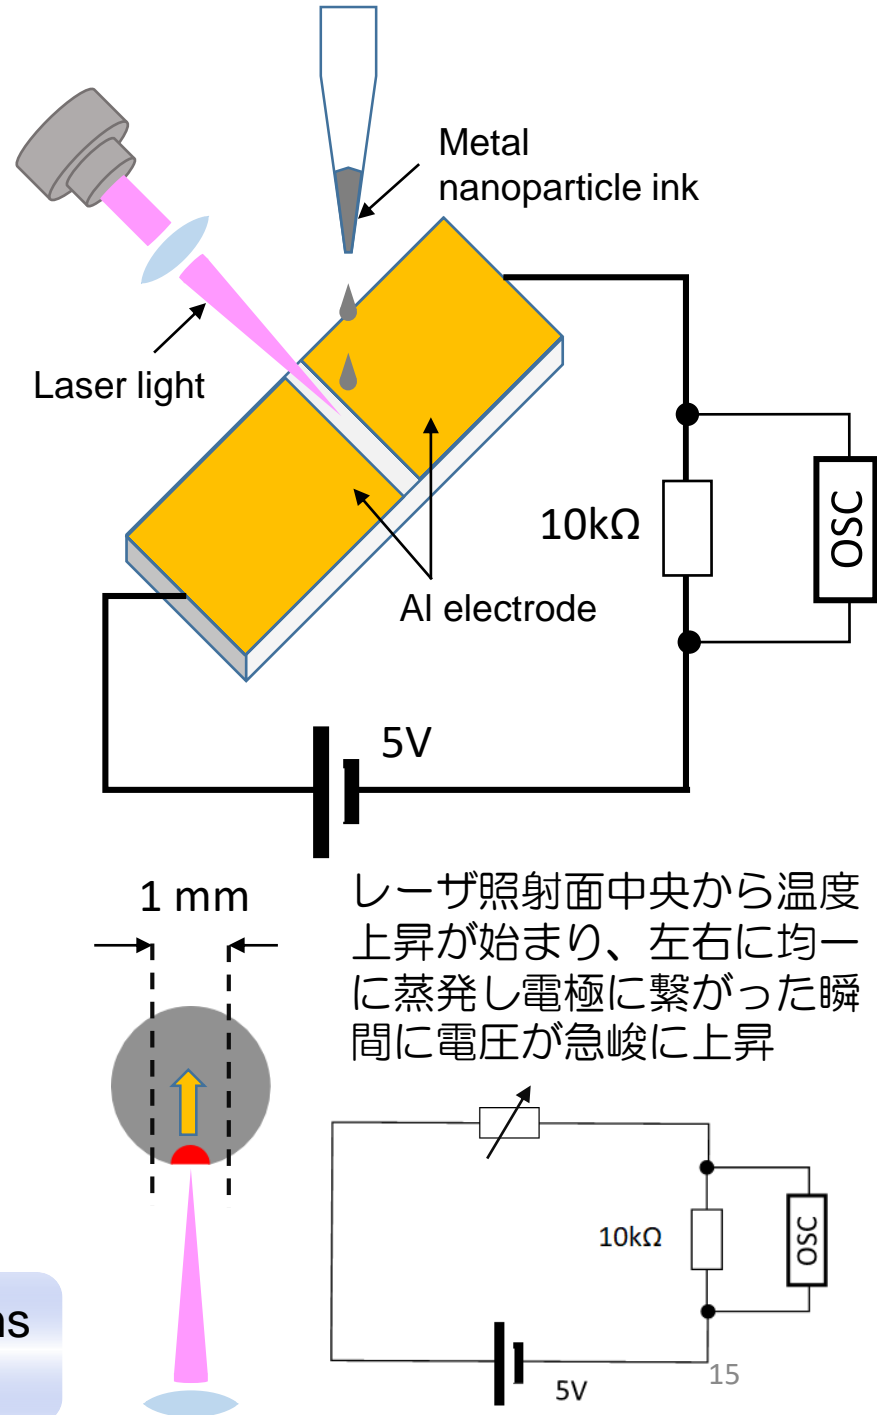 Metal
nanoparticle ink
Laser light
10kΩ
OSC
Al electrode
5V
1 mm
レーザ照射面中央から温度
上昇が始まり、左右に均一
に蒸発し電極に繋がった瞬
間に電圧が急峻に上昇
10kΩ
OSC
5V
15